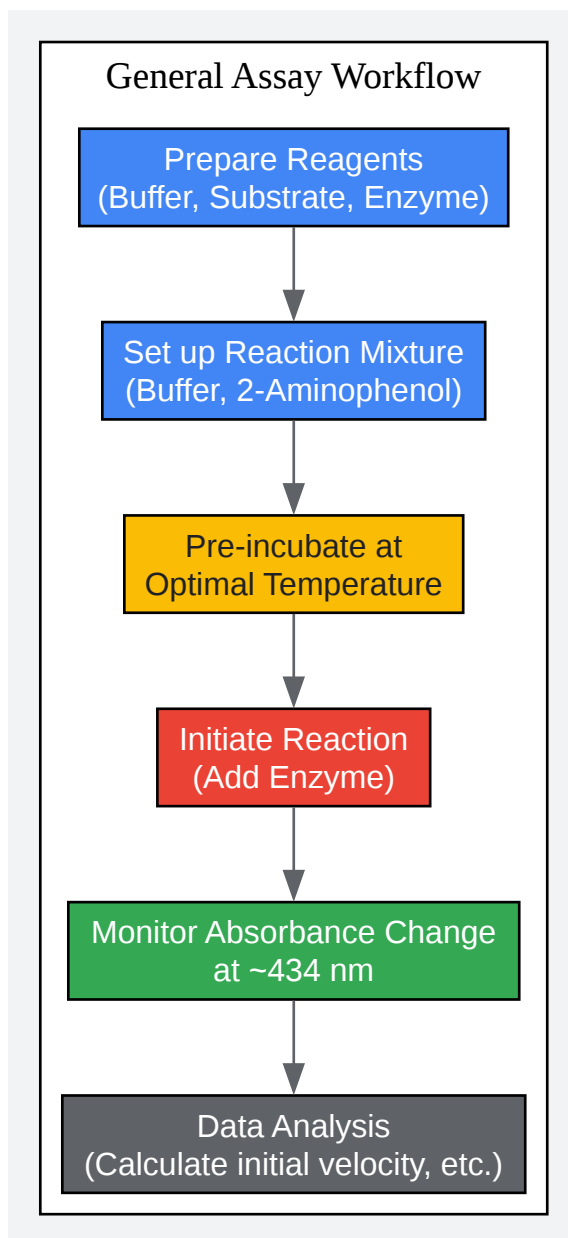 General Assay Workflow
Prepare Reagents
(Buffer, Substrate, Enzyme)
Set up Reaction Mixture
(Buffer, 2-Aminophenol)
Pre-incubate at
Optimal Temperature
Initiate Reaction
(Add Enzyme)
Monitor Absorbance Change
at ~434 nm
Data Analysis
(Calculate initial velocity, etc.)